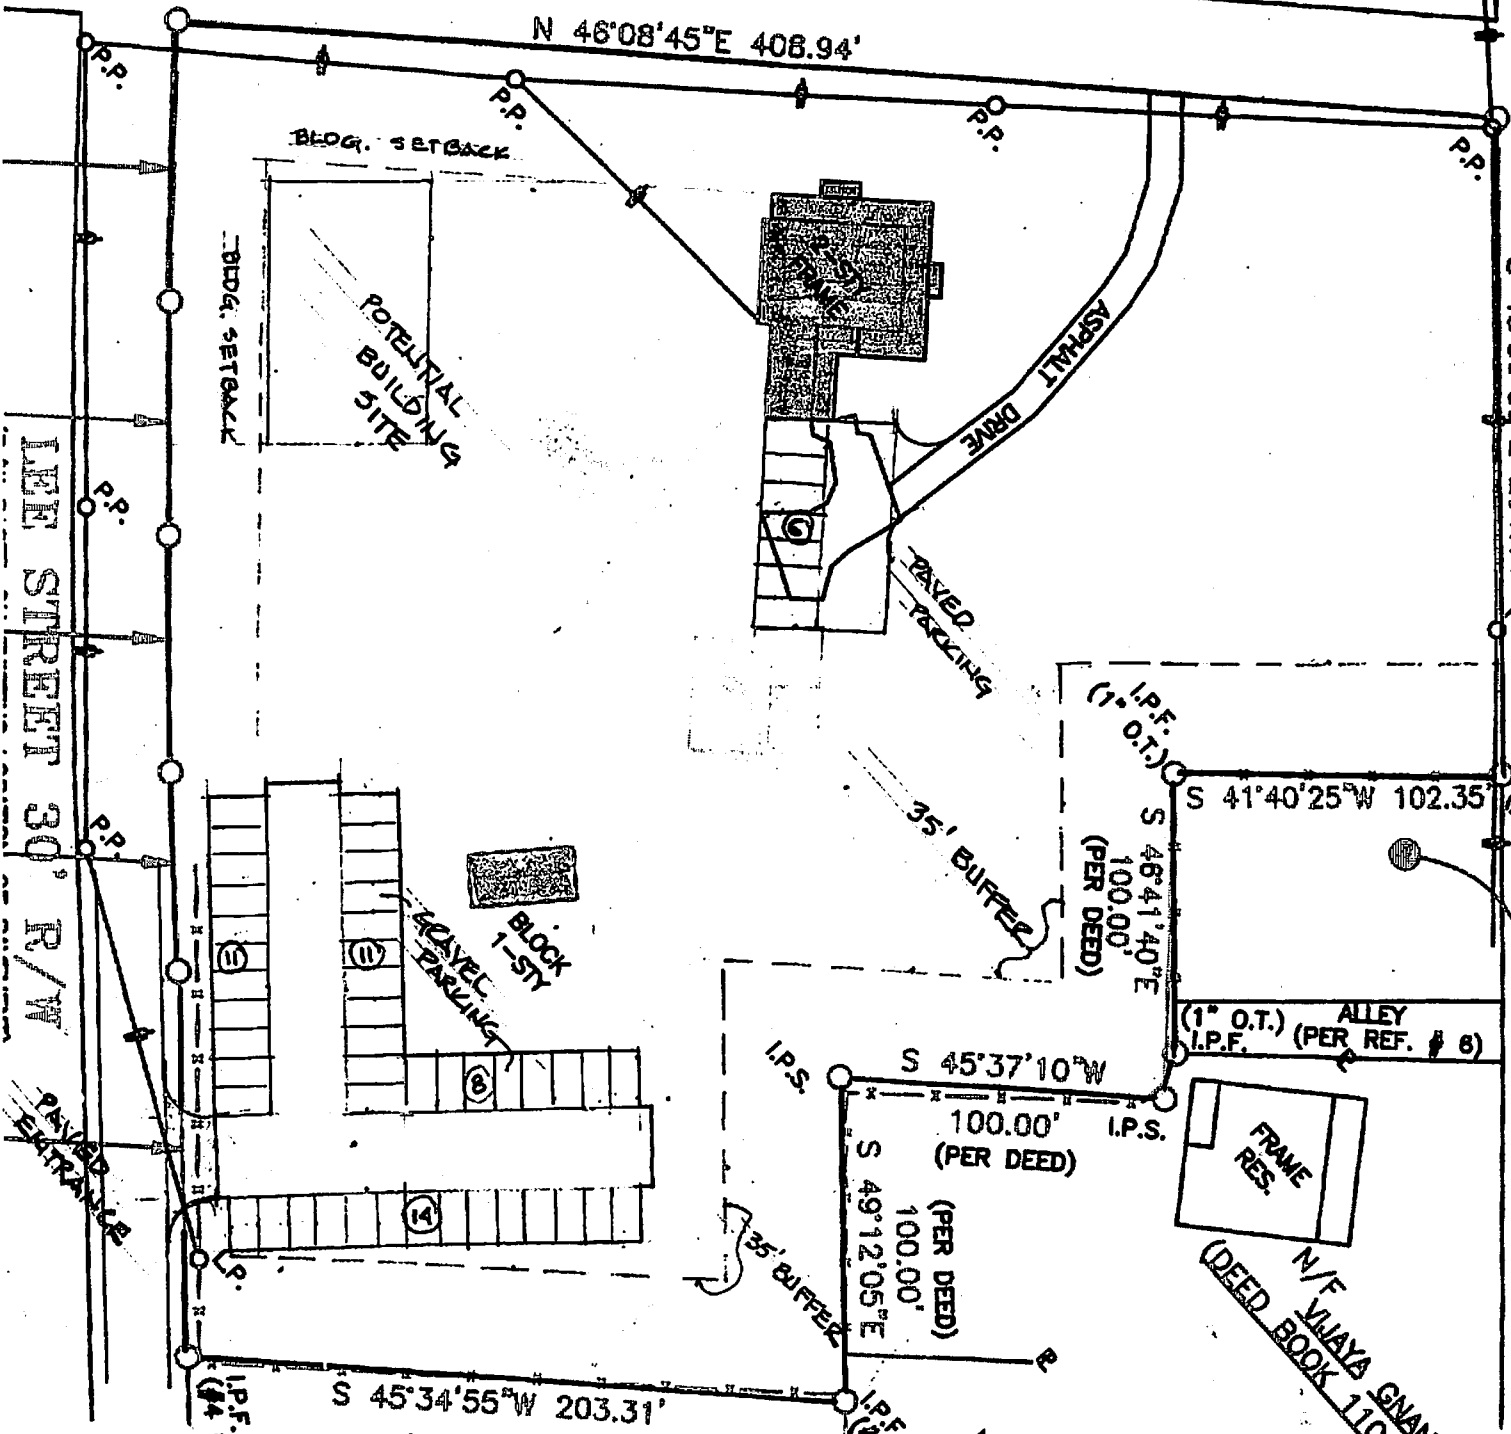 N 46°08'45"E 408.94'
P.P.
P.P.
P.P.
P.P.
BLDG. SETBACK
BLDG. SETBACK
POTENTIAL
BUILDING
SITE
2-STY
FRAME
ASPHALT
DRIVE
6
PAVED
PARKING
P.P.
LEE STREET 30' R/W
P.P.
I.P.F.
(1" O.T.)
S 41°40'25"W 102.35'
S 46°41'40"E
100.00'
(PER DEED)
35' BUFFER
BLOCK
1-STY
GRAVEL
PARKING
11
11
8
14
(1" O.T.)
I.P.F.
ALLEY
(PER REF. # 6)
I.P.S.
S 45°37'10"W
100.00'
(PER DEED)
I.P.S.
FRAME
RES.
PAVED
ENTRANCE
S 49°12'05"E
100.00'
(PER DEED)
35' BUFFER
L.P.
N/F
VIJAYA GNAN
(DEED BOOK 110
I.P.F.
(#4
S 45°34'55"W 203.31'
I.P.F.